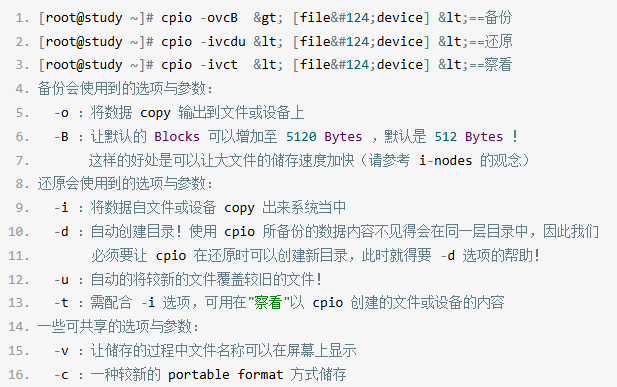 1. [root@study ~]# cpio -ovcB  &gt; [file&#124;device] &lt;==备份
2. [root@study ~]# cpio -ivcdu &lt; [file&#124;device] &lt;==还原
3. [root@study ~]# cpio -ivct  &lt; [file&#124;device] &lt;==察看
4. 备份会使用到的选项与参数：
5.   -o ：将数据 copy 输出到文件或设备上
6.   -B ：让默认的 Blocks 可以增加至 5120 Bytes ，默认是 512 Bytes ！
7.       这样的好处是可以让大文件的储存速度加快（请参考 i-nodes 的观念）
8. 还原会使用到的选项与参数：
9.   -i ：将数据自文件或设备 copy 出来系统当中
10.   -d ：自动创建目录！使用 cpio 所备份的数据内容不见得会在同一层目录中，因此我们
11.       必须要让 cpio 在还原时可以创建新目录，此时就得要 -d 选项的帮助！
12.   -u ：自动的将较新的文件覆盖较旧的文件！
13.   -t ：需配合 -i 选项，可用在"察看"以 cpio 创建的文件或设备的内容
14. 一些可共享的选项与参数：
15.   -v ：让储存的过程中文件名称可以在屏幕上显示
16.   -c ：一种较新的 portable format 方式储存